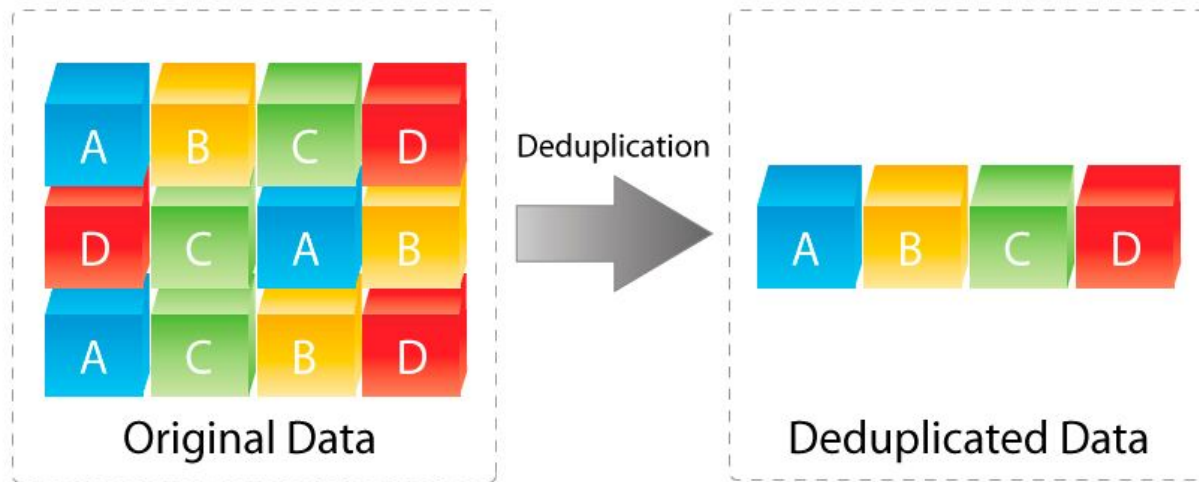 A B C D
Deduplication
D C A B
A B C D
A C B D
Original Data
Deduplicated Data